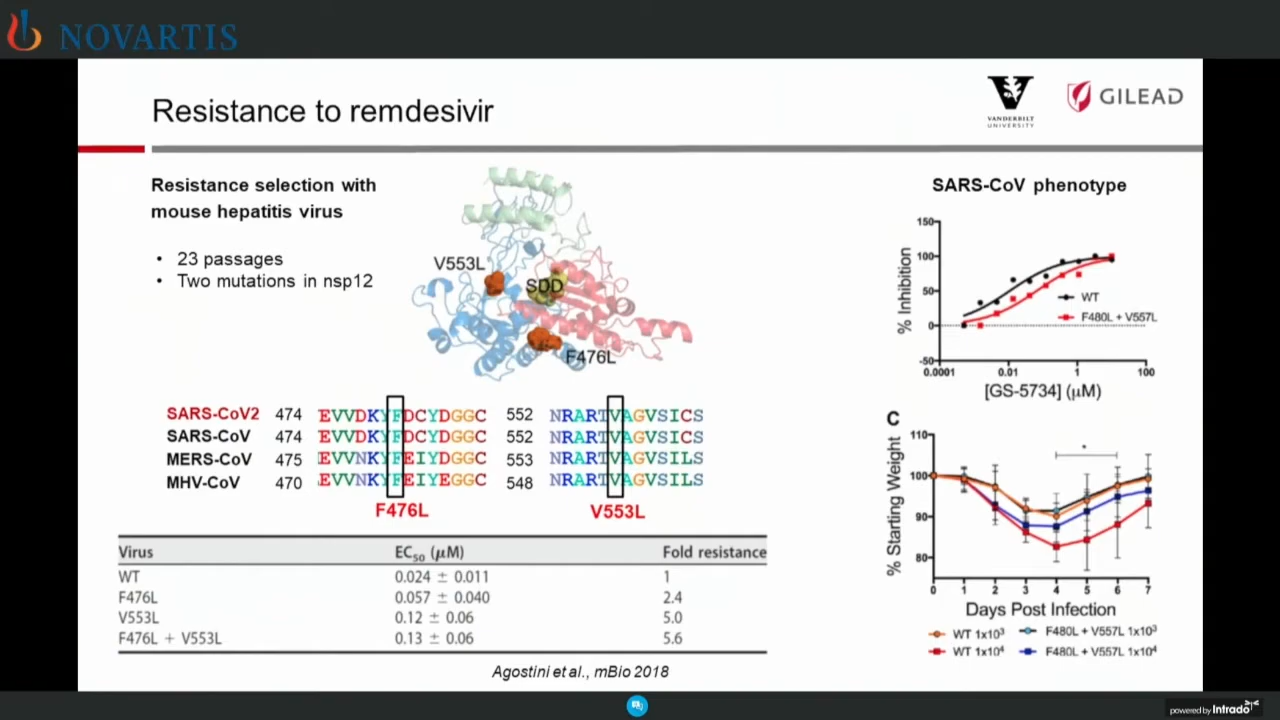 NOVARTIS
Resistance to remdesivir
VANDERBILT
UNIVERSITY
GILEAD
Resistance selection with
mouse hepatitis virus
• 23 passages
• Two mutations in nsp12
V553L
SDD
F476L
SARS-CoV2 474 EVVDKYFDCYDGGC 552 NRARTVAGVSICS
SARS-CoV 474 EVVDKYFDCYDGGC 552 NRARTVAGVSICS
MERS-CoV 475 EVVNKYFEIYDGGC 553 NRARTVAGVSILS
MHV-CoV 470 EVVNKYFEIYEGGC 548 NRARTVAGVSILS
F476L V553L
Virus EC50 (μM) Fold resistance
WT 0.024 ± 0.011 1
F476L 0.057 ± 0.040 2.4
V553L 0.12 ± 0.06 5.0
F476L + V553L 0.13 ± 0.06 5.6
Agostini et al., mBio 2018
SARS-CoV phenotype
% Inhibition
150
100
50
0
-50
WT
F480L + V557L
0.0001 0.01 1 100
[GS-5734] (μM)
C
% Starting Weight
110
100
90
80
*
0 1 2 3 4 5 6 7
Days Post Infection
WT 1x10³ F480L + V557L 1x10³
WT 1x10⁴ F480L + V557L 1x10⁴
powered by Intrado